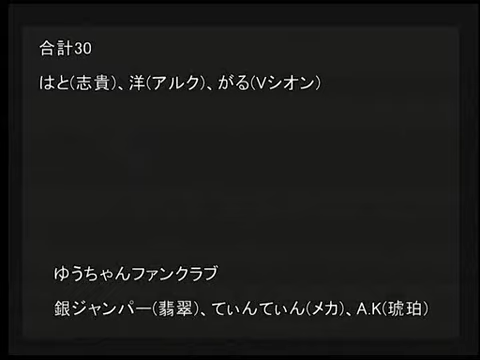 合計30
はと(志貴)、洋(アルク)、がる(Vシオン)
ゆうちゃんファンクラブ
銀ジャンパー(翡翠)、てぃんてぃん(メカ)、A.K(琥珀)